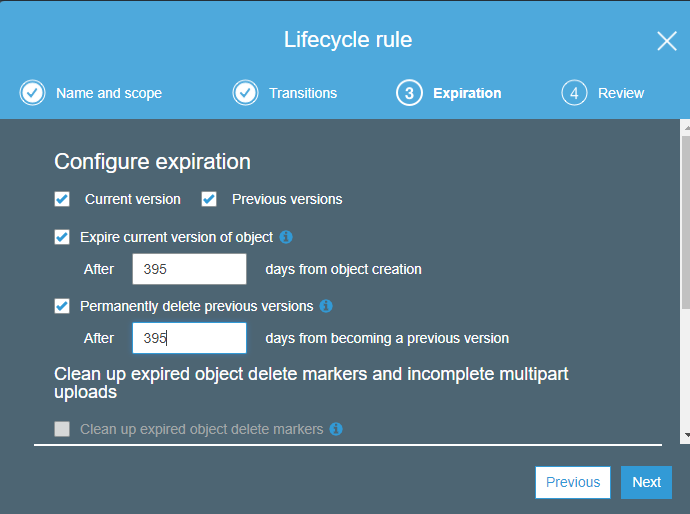 Lifecycle rule
Name and scope
Transitions
3 Expiration
4 Review
Configure expiration
Current version Previous versions
Expire current version of object
After 395 days from object creation
Permanently delete previous versions
After 395 days from becoming a previous version
Clean up expired object delete markers and incomplete multipart
uploads
Clean up expired object delete markers
Previous Next